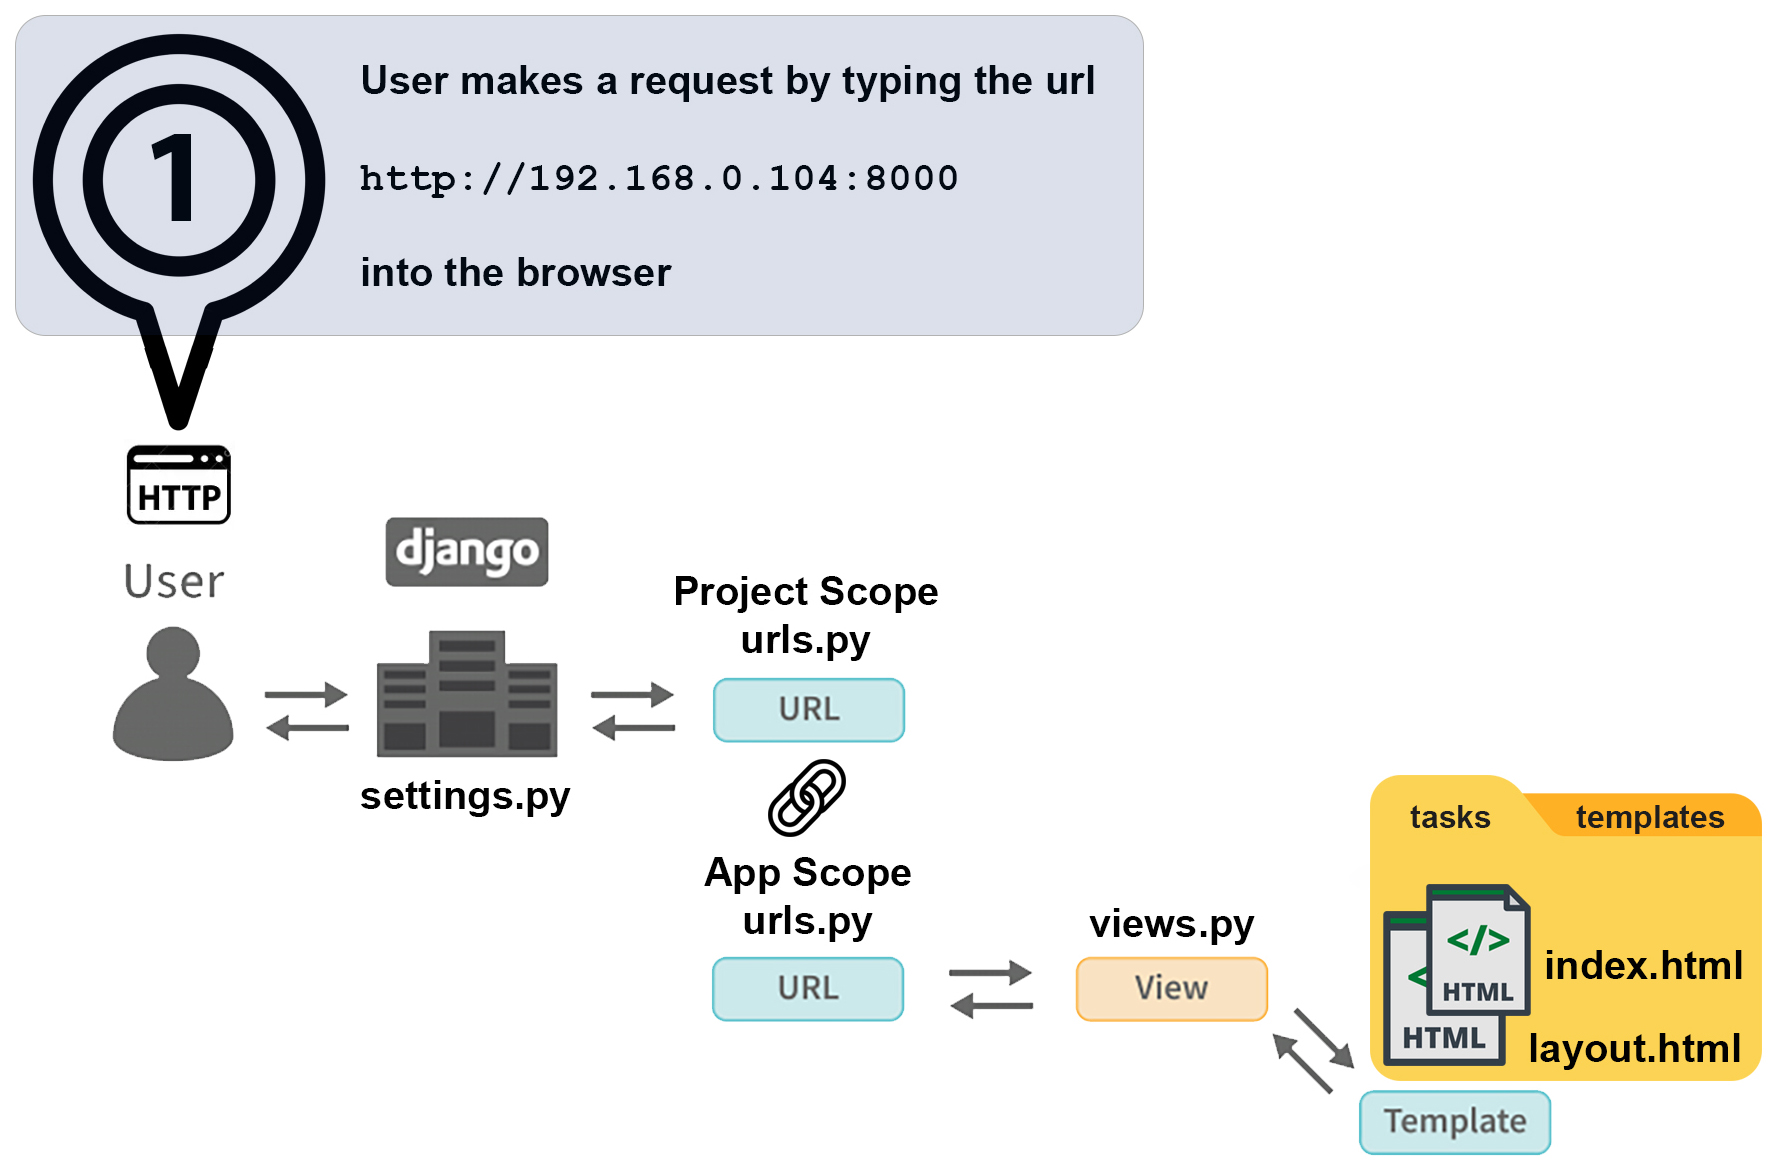 1
User makes a request by typing the url
http://192.168.0.104:8000
into the browser
HTTP
User
django
settings.py
Project Scope
urls.py
URL
App Scope
urls.py
URL
views.py
View
tasks
templates
</>
HTML
<
HTML
index.html
layout.html
Template